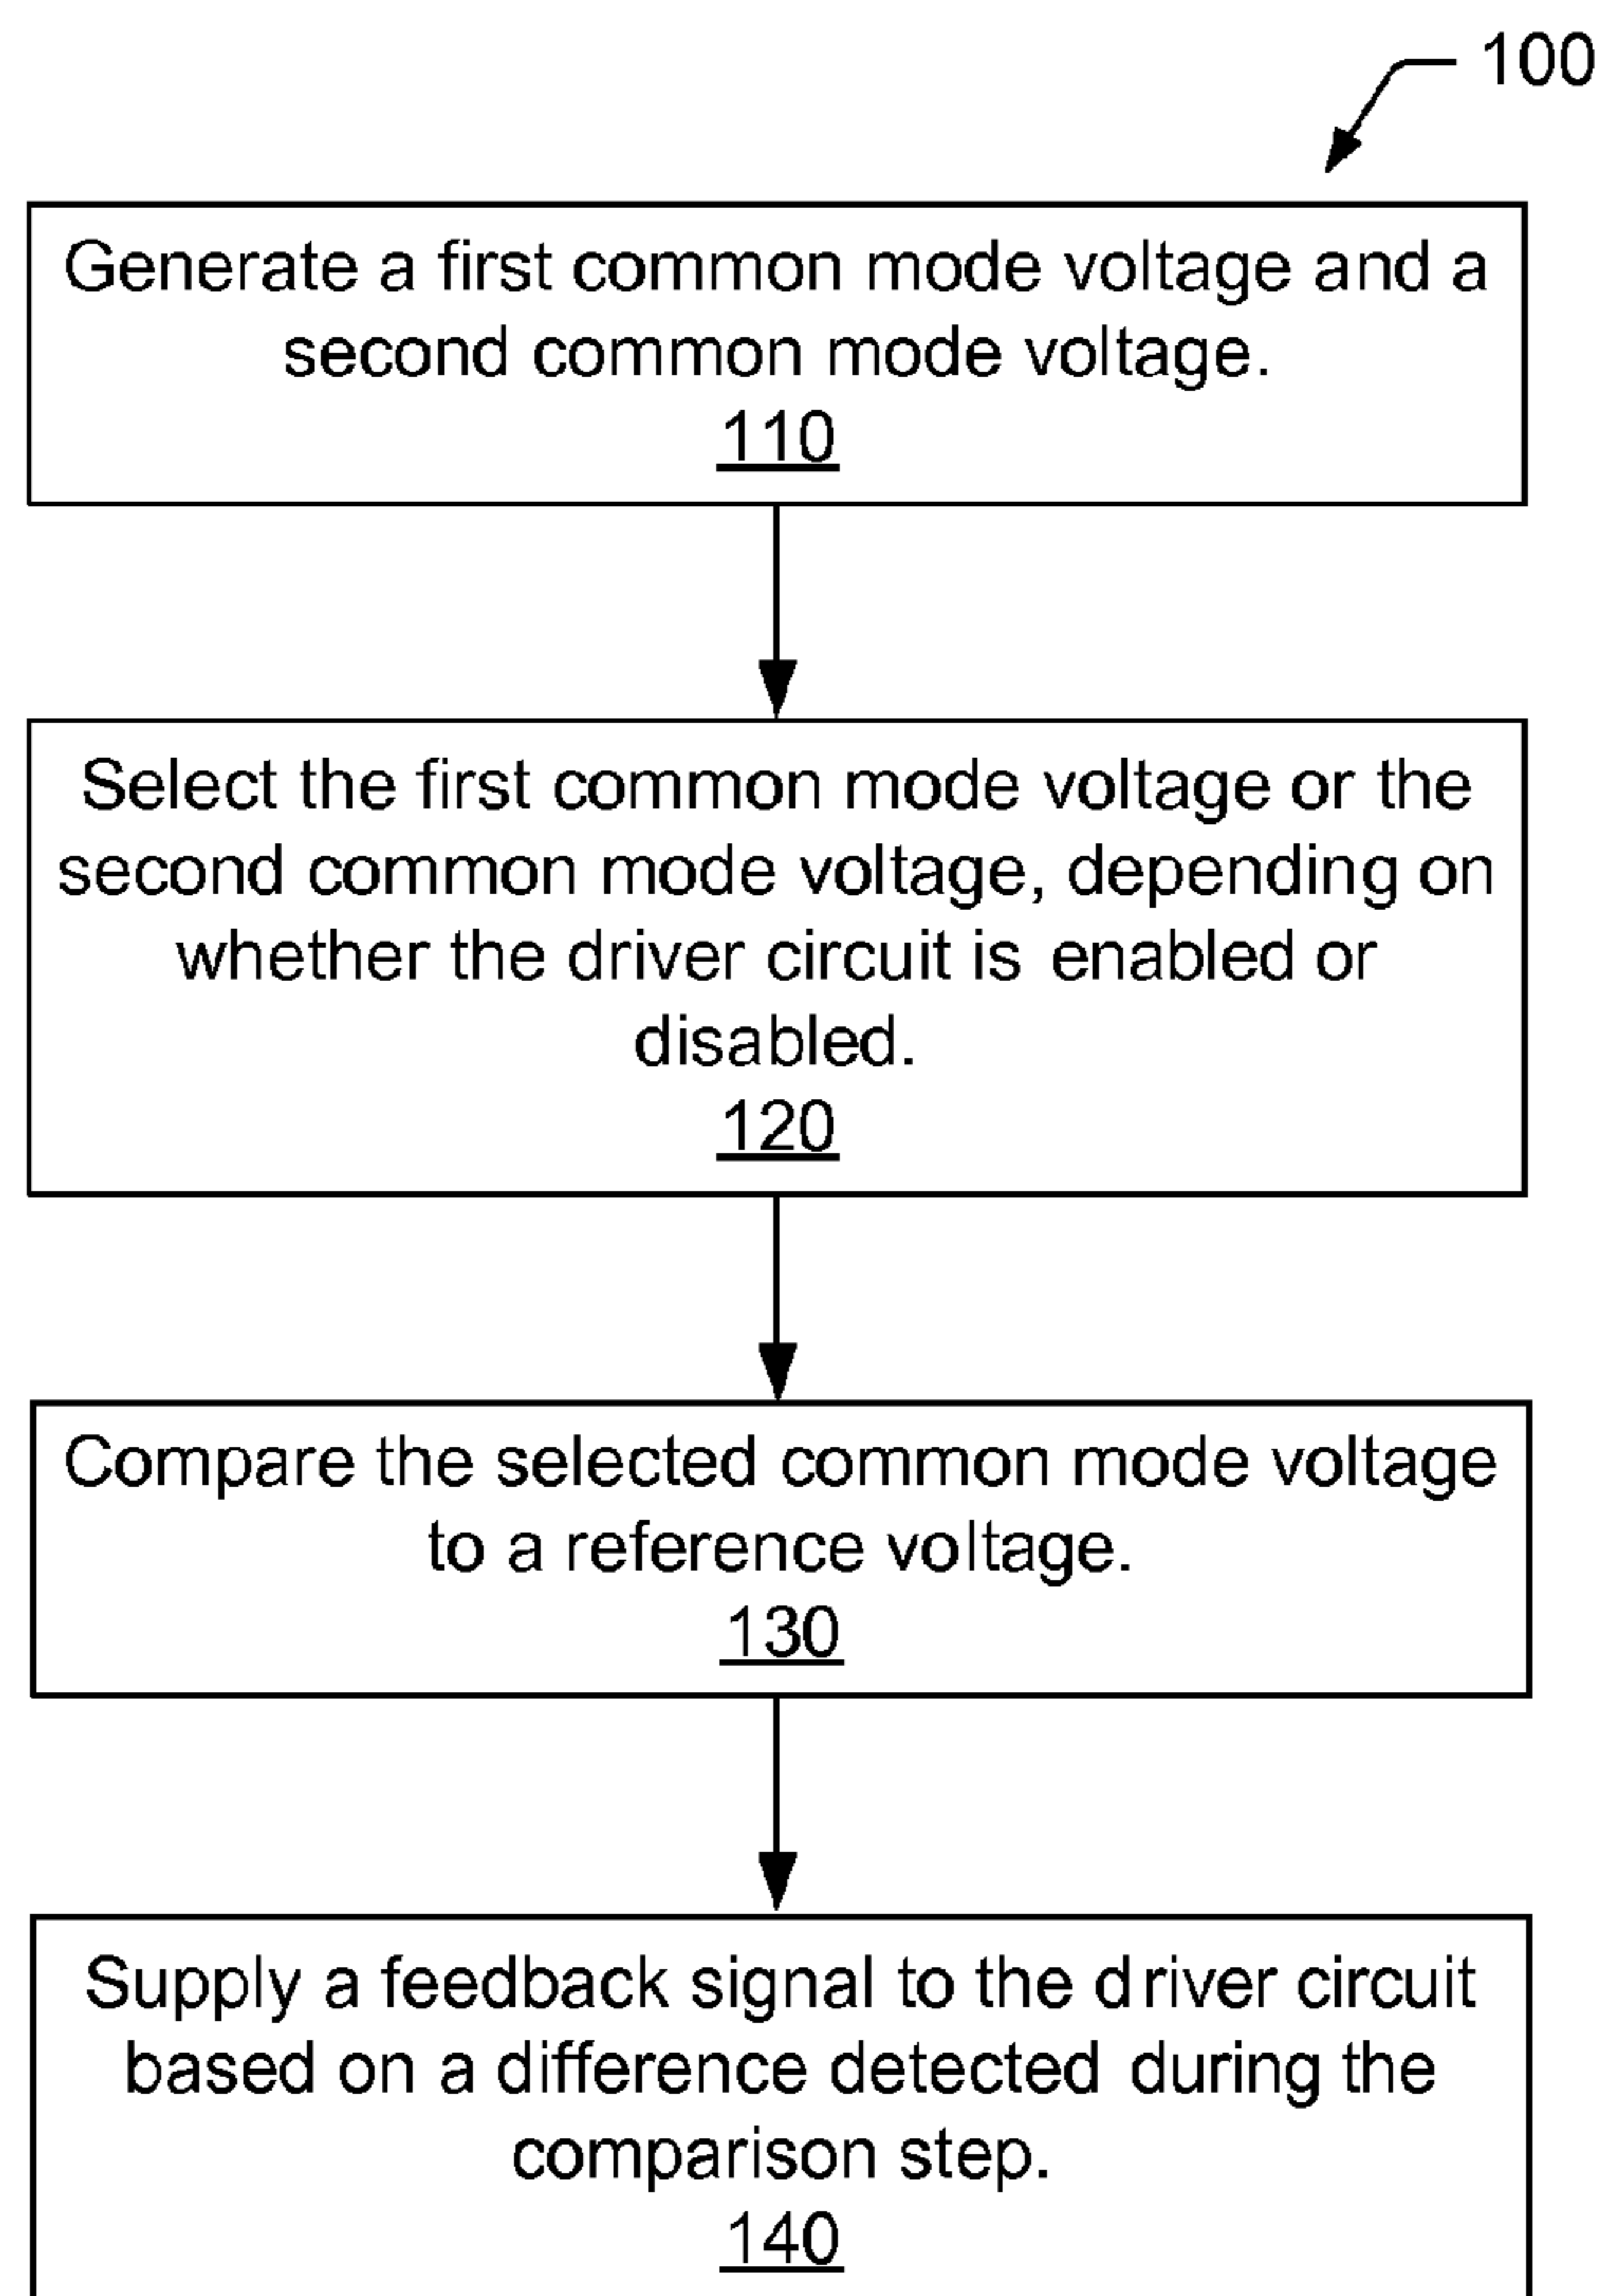 100
Generate a first common mode voltage and a
second common mode voltage.
110
Select the first common mode voltage or the
second common mode voltage, depending on
whether the driver circuit is enabled or
disabled.
120
Compare the selected common mode voltage
to a reference voltage.
130
Supply a feedback signal to the driver circuit
based on a difference detected during the
comparison step.
140